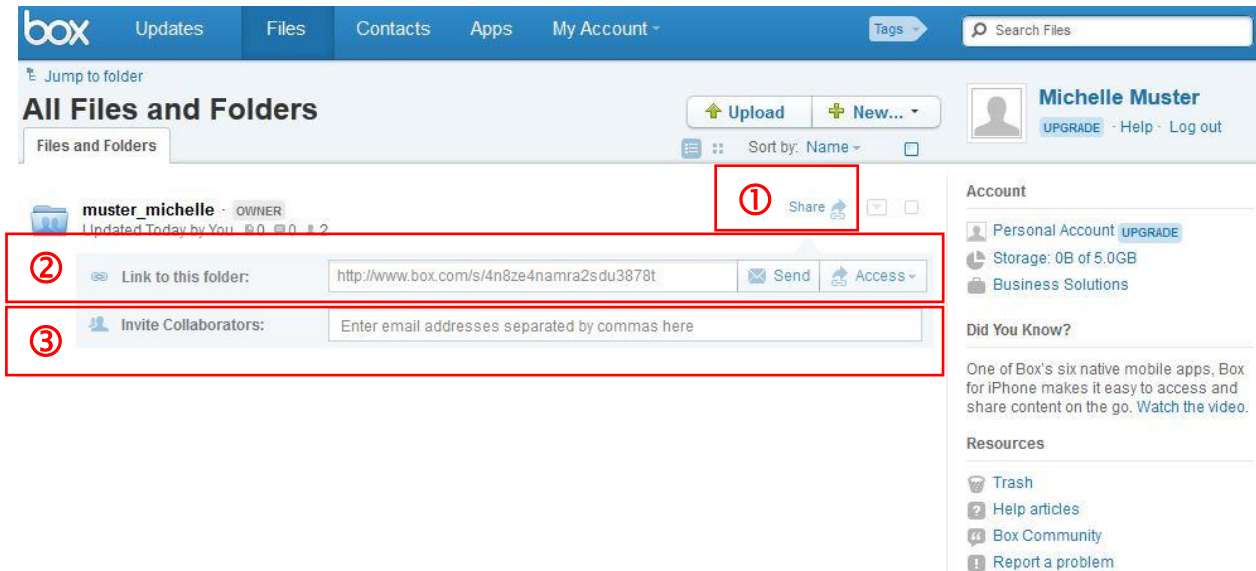 box Updates Files Contacts Apps My Account Tags Search Files
Jump to folder
All Files and Folders
Upload New...
Files and Folders
Sort by: Name
Michelle Muster
UPGRADE · Help · Log out
① Share
muster_michelle · OWNER
Updated Today by You 0 0 2
② Link to this folder: http://www.box.com/s/4n8ze4namra2sdu3878t Send Access
③ Invite Collaborators: Enter email addresses separated by commas here
Account
Personal Account UPGRADE
Storage: 0B of 5.0GB
Business Solutions
Did You Know?
One of Box's six native mobile apps, Box
for iPhone makes it easy to access and
share content on the go. Watch the video.
Resources
Trash
Help articles
Box Community
Report a problem